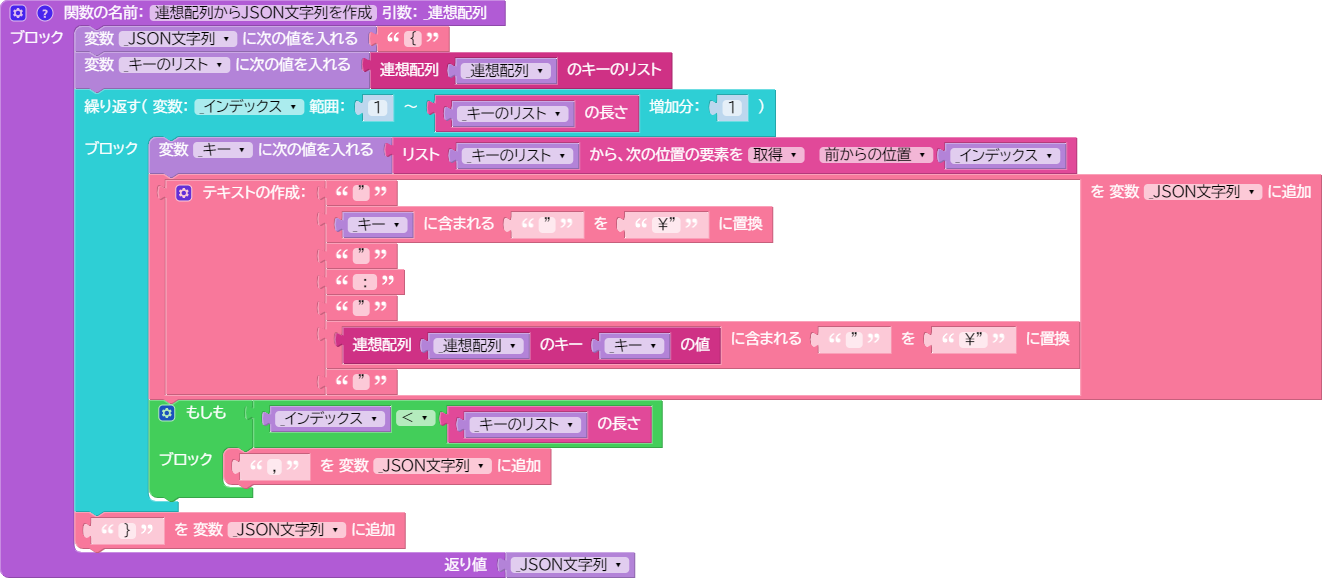 ? 関数の名前: 連想配列からJSON文字列を作成 引数: _連想配列
ブロック 変数 _JSON文字列 ▾ に次の値を入れる “ { ”
変数 _キーのリスト ▾ に次の値を入れる 連想配列 _連想配列 ▾ のキーのリスト
繰り返す( 変数: _インデックス ▾ 範囲: 1 ~ _キーのリスト ▾ の長さ 増加分: 1 )
ブロック 変数 _キー ▾ に次の値を入れる リスト _キーのリスト ▾ から、次の位置の要素を 取得 ▾ 前からの位置 ▾ _インデックス ▾
テキストの作成: “ " ” を 変数 _JSON文字列 ▾ に追加
_キー ▾ に含まれる “ " ” を “ ¥" ” に置換
“ " ”
“ : ”
“ " ”
連想配列 _連想配列 ▾ のキー _キー ▾ の値 に含まれる “ " ” を “ ¥" ” に置換
“ " ”
もしも _インデックス ▾ < ▾ _キーのリスト ▾ の長さ
ブロック “ , ” を 変数 _JSON文字列 ▾ に追加
“ } ” を 変数 _JSON文字列 ▾ に追加
返り値 _JSON文字列 ▾